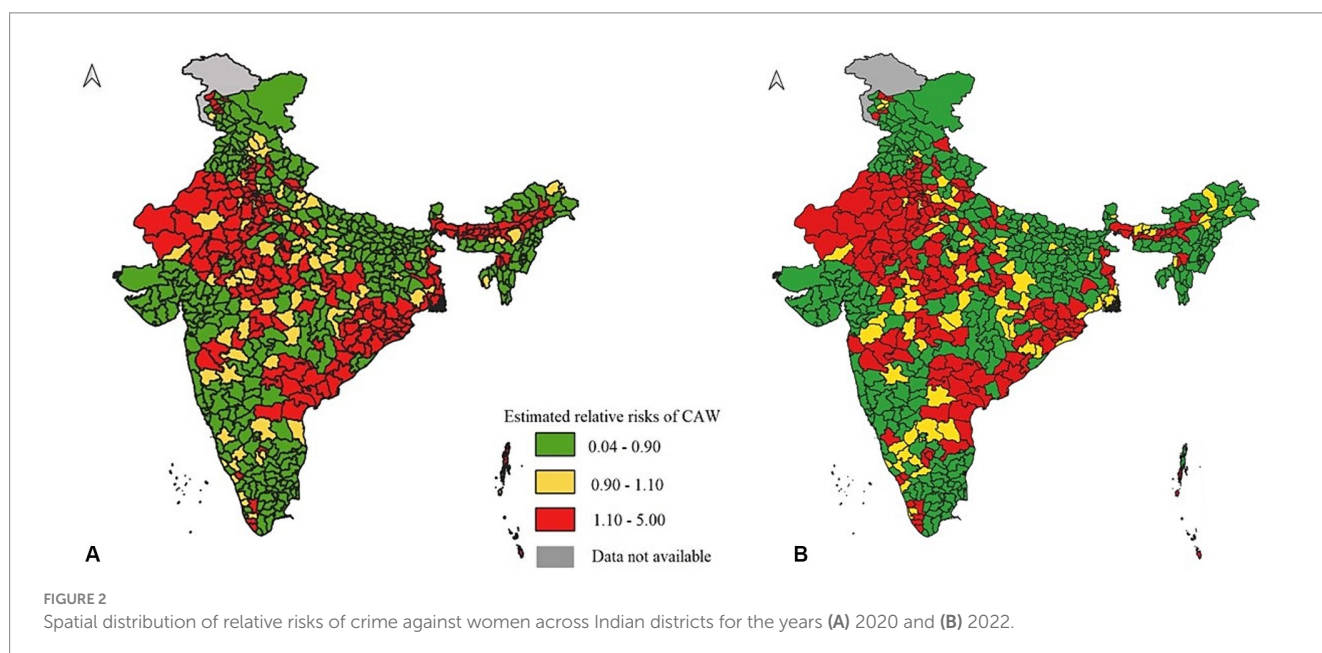 Estimated relative risks of CAW
0.04 - 0.90
0.90 - 1.10
1.10 - 5.00
Data not available
A
B
FIGURE 2
Spatial distribution of relative risks of crime against women across Indian districts for the years (A) 2020 and (B) 2022.